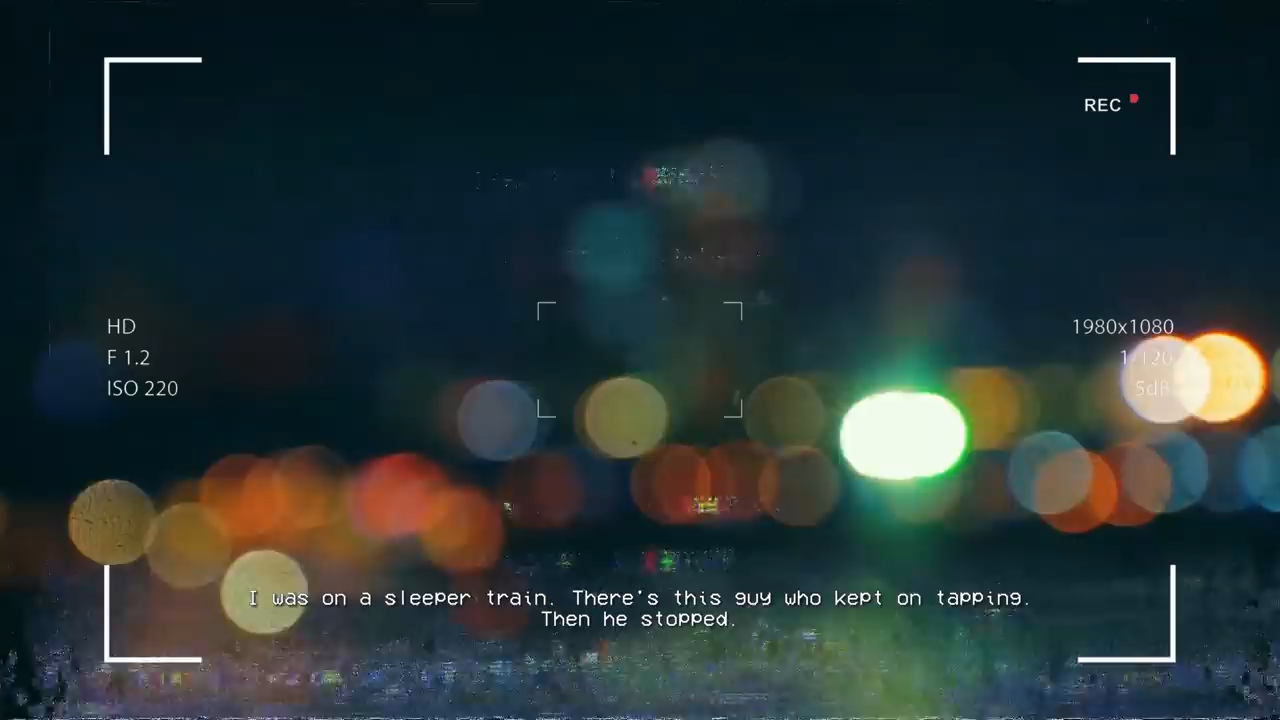 REC
HD
1980x1080
F 1.2
1/120
ISO 220
5dB
I was on a sleeper train. There's this guy who kept on tapping.
Then he stopped.